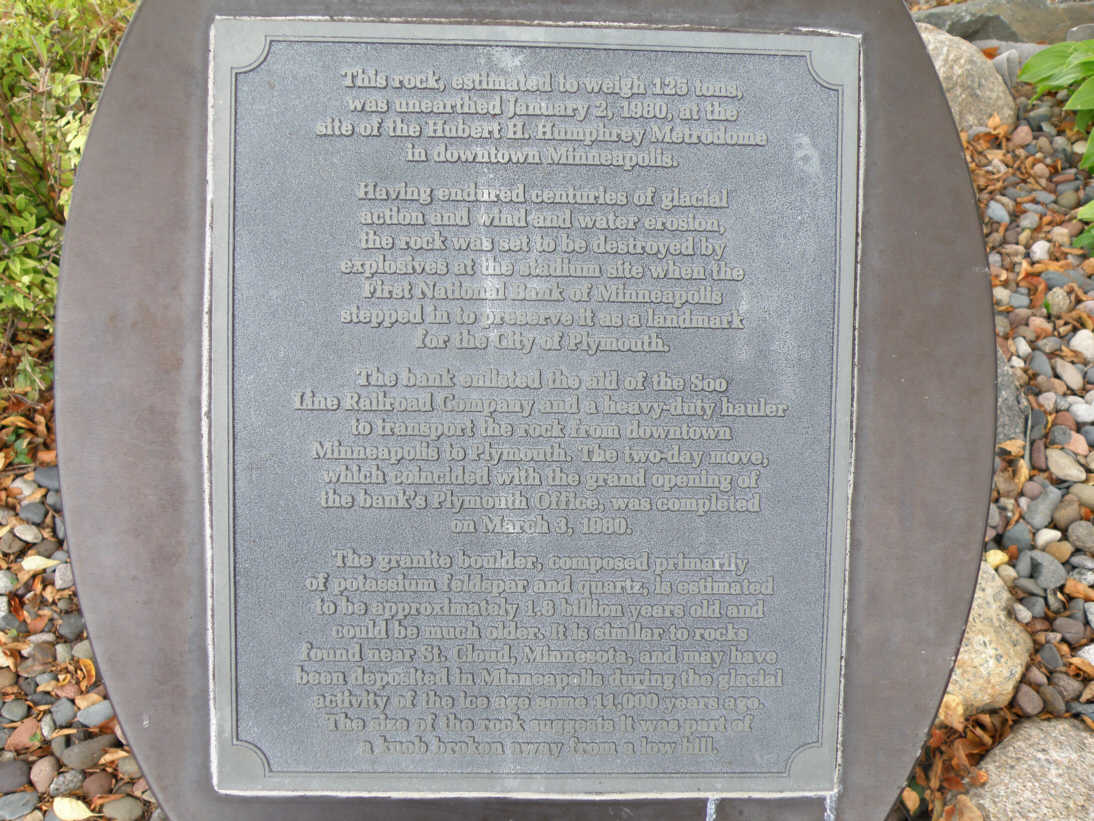 This rock, estimated to weigh 125 tons,
was unearthed January 2, 1980, at the
site of the Hubert H. Humphrey Metrodome
in downtown Minneapolis.
Having endured centuries of glacial
action and wind and water erosion,
the rock was set to be destroyed by
explosives at the stadium site when the
First National Bank of Minneapolis
stepped in to preserve it as a landmark
for the City of Plymouth.
The bank enlisted the aid of the Soo
Line Railroad Company and a heavy-duty hauler
to transport the rock from downtown
Minneapolis to Plymouth. The two-day move,
which coincided with the grand opening of
the bank's Plymouth Office, was completed
on March 3, 1980.
The granite boulder, composed primarily
of potassium feldspar and quartz, is estimated
to be approximately 1.8 billion years old and
could be much older. It is similar to rocks
found near St. Cloud, Minnesota, and may have
been deposited in Minneapolis during the glacial
activity of the ice age some 11,000 years ago.
The size of the rock suggests it was part of
a knob broken away from a low hill.